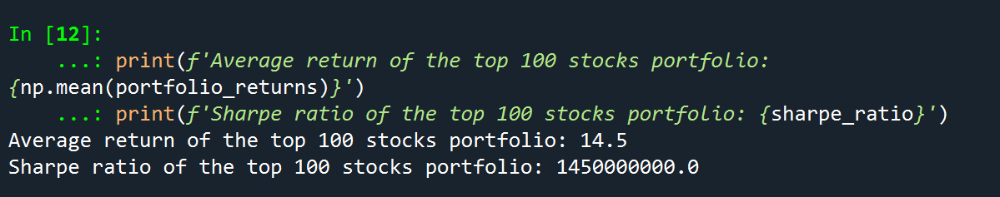 In [12]:
...: print(f'Average return of the top 100 stocks portfolio:
{np.mean(portfolio_returns)}')
...: print(f'Sharpe ratio of the top 100 stocks portfolio: {sharpe_ratio}')
Average return of the top 100 stocks portfolio: 14.5
Sharpe ratio of the top 100 stocks portfolio: 1450000000.0